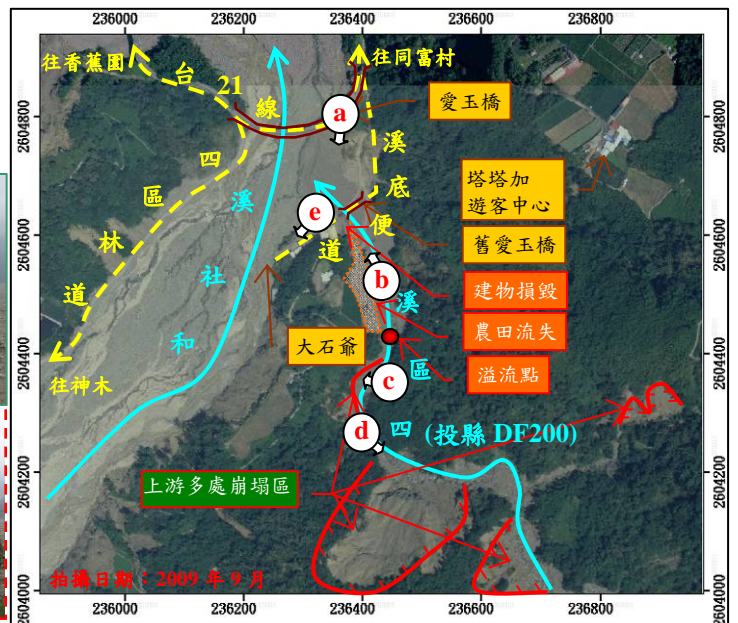 236000 236200 236400 236600 236800
往香蕉園
台
21
線
往同富村
a
愛玉橋
2604800
2604800
四
區
林
道
往神木
溪
底
便
道
塔塔加
遊客中心
舊愛玉橋
e
溪
社
和
2604600
2604600
b
建物損毀
農田流失
溢流點
大石爺
溪
區
四
(投縣 DF200)
2604400
2604400
c
d
上游多處崩塌區
2604200
2604200
拍攝日期：2009 年 9 月
2604000
2604000
236000 236200 236400 236600 236800